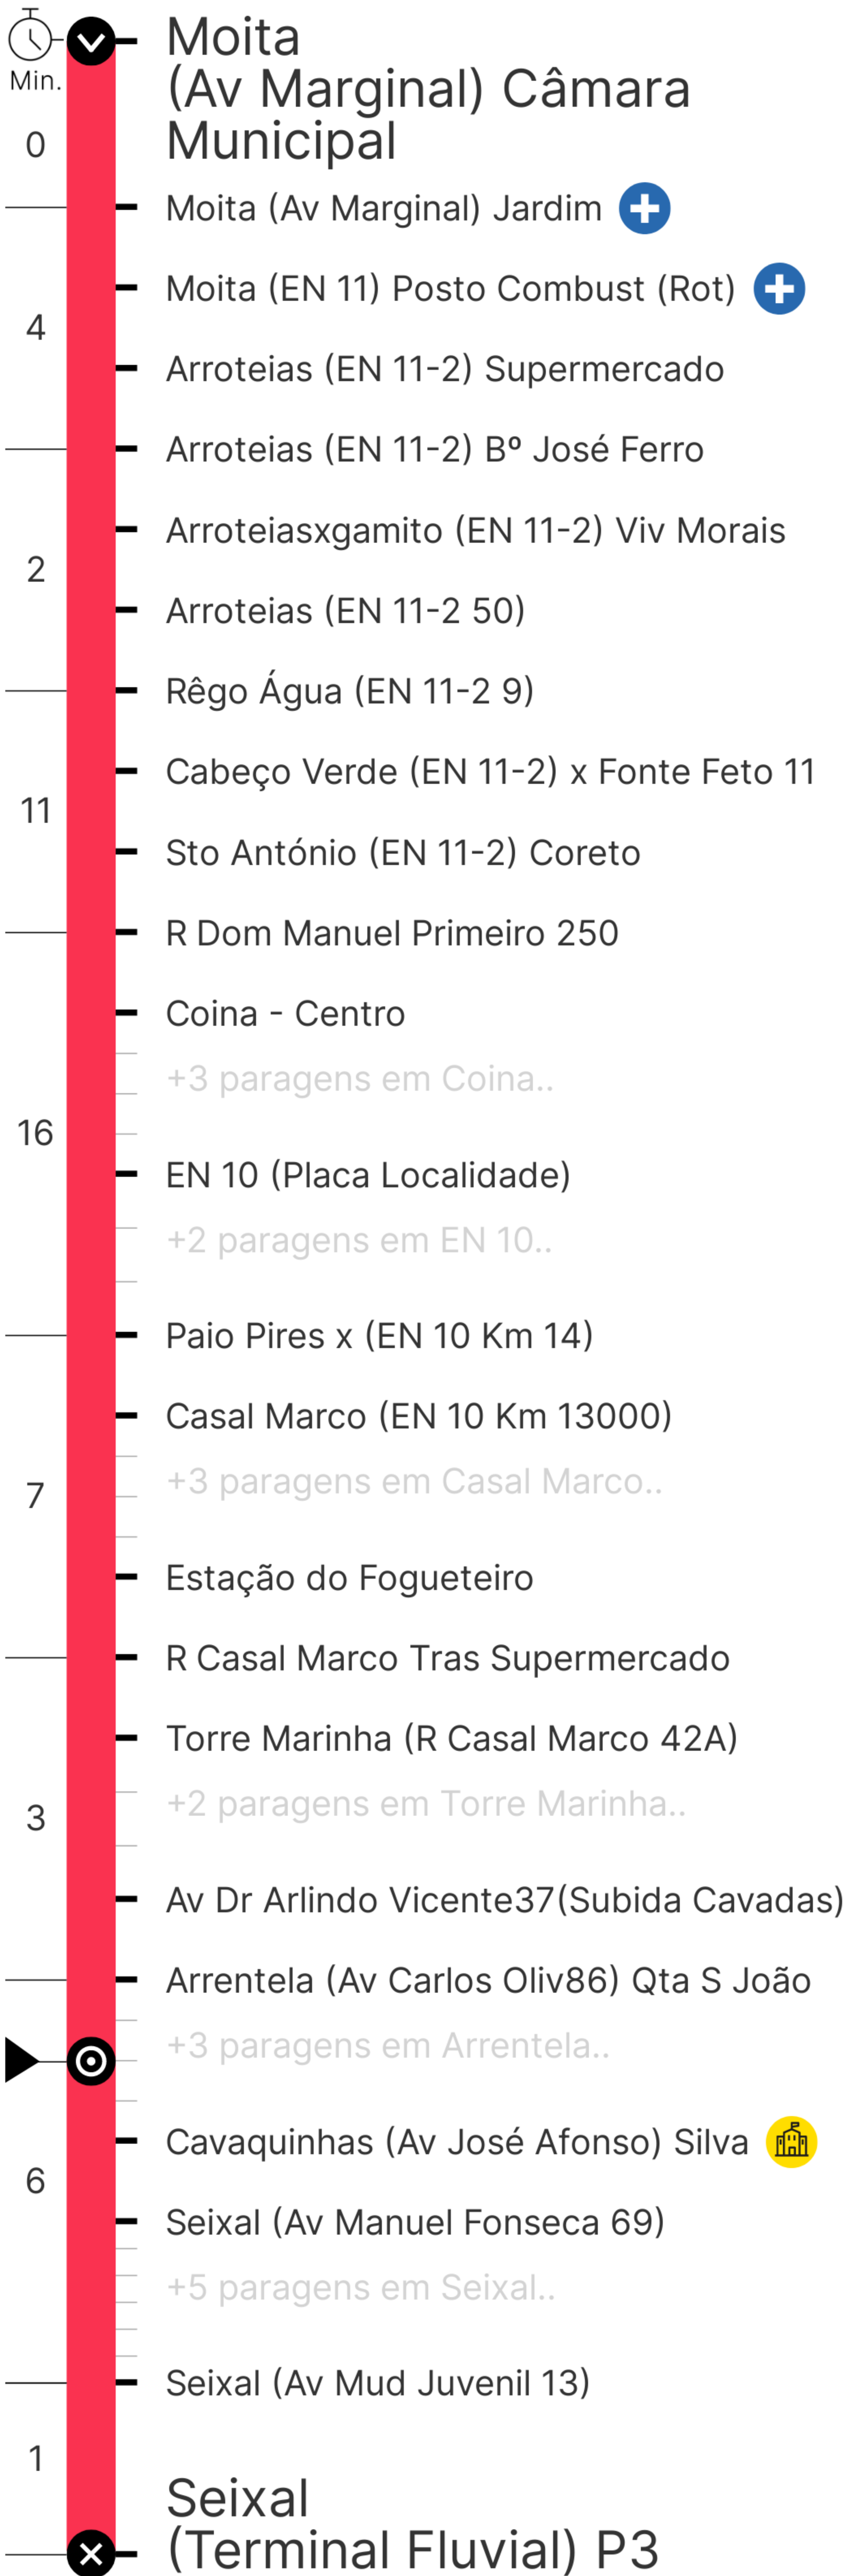 Moita
(Av Marginal) Câmara
Municipal
Min.
0
Moita (Av Marginal) Jardim
Moita (EN 11) Posto Combust (Rot)
4
Arroteias (EN 11-2) Supermercado
Arroteias (EN 11-2) Bº José Ferro
Arroteiasxgamito (EN 11-2) Viv Morais
2
Arroteias (EN 11-2 50)
Rêgo Água (EN 11-2 9)
Cabeço Verde (EN 11-2) x Fonte Feto 11
11
Sto António (EN 11-2) Coreto
R Dom Manuel Primeiro 250
Coina - Centro
+3 paragens em Coina..
16
EN 10 (Placa Localidade)
+2 paragens em EN 10..
Paio Pires x (EN 10 Km 14)
Casal Marco (EN 10 Km 13000)
+3 paragens em Casal Marco..
7
Estação do Fogueteiro
R Casal Marco Tras Supermercado
Torre Marinha (R Casal Marco 42A)
+2 paragens em Torre Marinha..
3
Av Dr Arlindo Vicente37(Subida Cavadas)
Arrentela (Av Carlos Oliv86) Qta S João
+3 paragens em Arrentela..
Cavaquinhas (Av José Afonso) Silva
6
Seixal (Av Manuel Fonseca 69)
+5 paragens em Seixal..
Seixal (Av Mud Juvenil 13)
1
Seixal
(Terminal Fluvial) P3